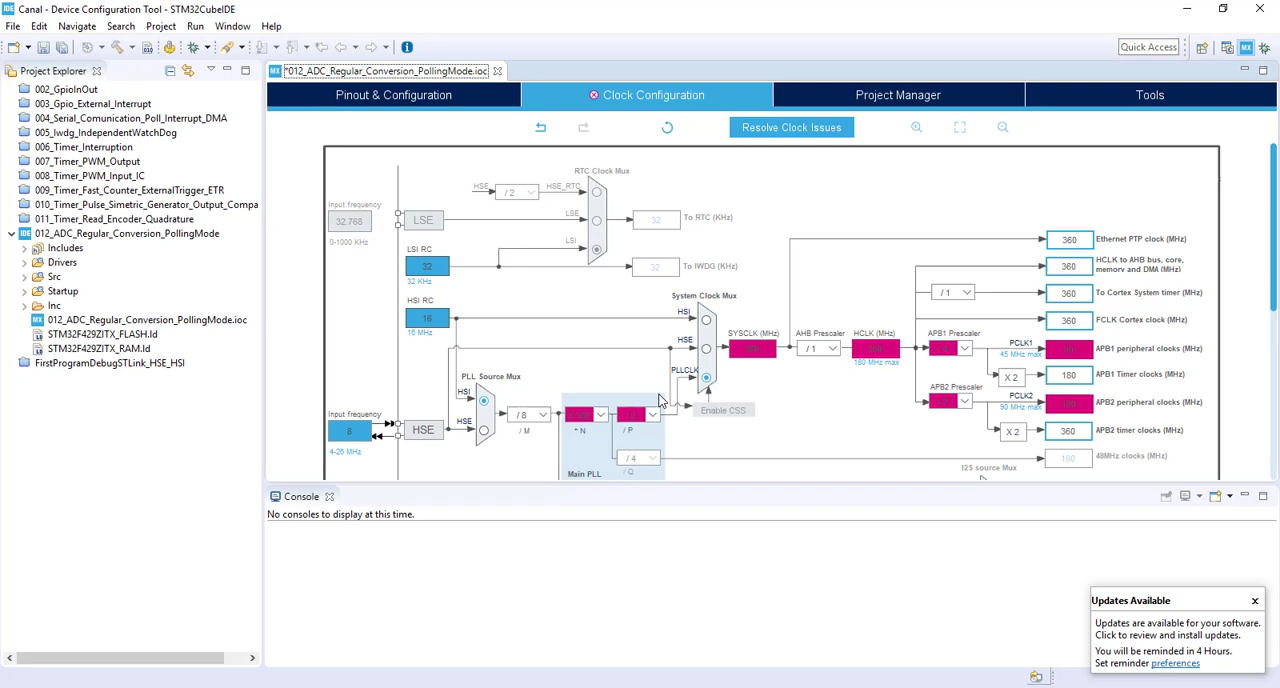 Canal - Device Configuration Tool - STM32CubeIDE
File Edit Navigate Search Project Run Window Help
Quick Access
Project Explorer
*012_ADC_Regular_Conversion_PollingMode.ioc
002_GpioInOut
003_Gpio_External_Interrupt
004_Serial_Comunication_Poll_Interrupt_DMA
005_Iwdg_IndependentWatchDog
006_Timer_Interruption
007_Timer_PWM_Output
008_Timer_PWM_Input_IC
009_Timer_Fast_Counter_ExternalTrigger_ETR
010_Timer_Pulse_Simetric_Generator_Output_Compa
011_Timer_Read_Encoder_Quadrature
012_ADC_Regular_Conversion_PollingMode
Includes
Drivers
Src
Startup
Inc
012_ADC_Regular_Conversion_PollingMode.ioc
STM32F429ZITX_FLASH.ld
STM32F429ZITX_RAM.ld
FirstProgramDebugSTLink_HSE_HSI
Pinout & Configuration
Clock Configuration
Project Manager
Tools
Resolve Clock Issues
RTC Clock Mux
HSE
/ 2
HSE_RTC
Input frequency
32.768
0-1000 KHz
LSE
LSE
32
To RTC (KHz)
LSI RC
LSI
32
32 KHz
32
To IWDG (KHz)
HSI RC
16
16 MHz
System Clock Mux
HSI
HSE
PLLCLK
Enable CSS
SYSCLK (MHz)
AHB Prescaler
/ 1
HCLK (MHz)
180 MHz max
360
Ethernet PTP clock (MHz)
360
HCLK to AHB bus, core,
memory and DMA (MHz)
/ 1
360
To Cortex System timer (MHz)
360
FCLK Cortex clock (MHz)
APB1 Prescaler
PCLK1
45 MHz max
APB1 peripheral clocks (MHz)
X 2
180
APB1 Timer clocks (MHz)
APB2 Prescaler
PCLK2
90 MHz max
APB2 peripheral clocks (MHz)
X 2
360
APB2 timer clocks (MHz)
180
48MHz clocks (MHz)
I2S source Mux
PLL Source Mux
HSI
HSE
Input frequency
8
4-26 MHz
HSE
/ 8
/ M
* N
/ P
/ 4
/ Q
Main PLL
Console
No consoles to display at this time.
Updates Available
Updates are available for your software.
Click to review and install updates.
You will be reminded in 4 Hours.
Set reminder preferences